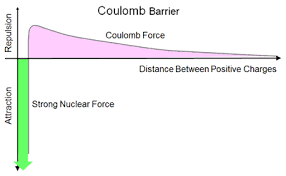 Coulomb Barrier
Repulsion
Coulomb Force
Distance Between Positive Charges
Attraction
Strong Nuclear Force